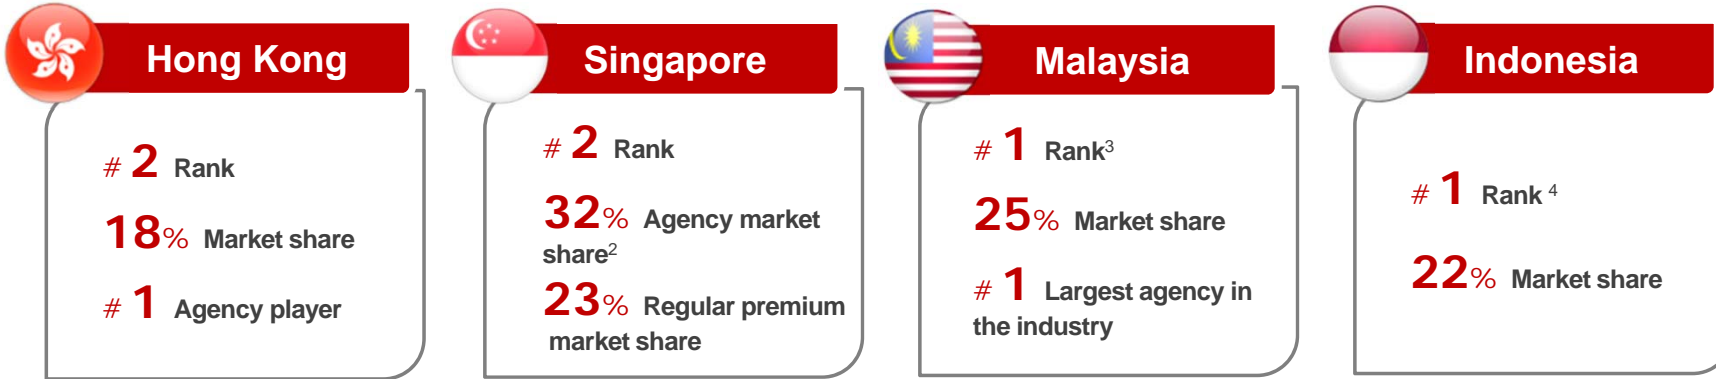 Hong Kong
# 2 Rank
18% Market share
# 1 Agency player
Singapore
# 2 Rank
32% Agency market
share2
23% Regular premium
market share
Malaysia
# 1 Rank3
25% Market share
# 1 Largest agency in
the industry
Indonesia
# 1 Rank 4
22% Market share